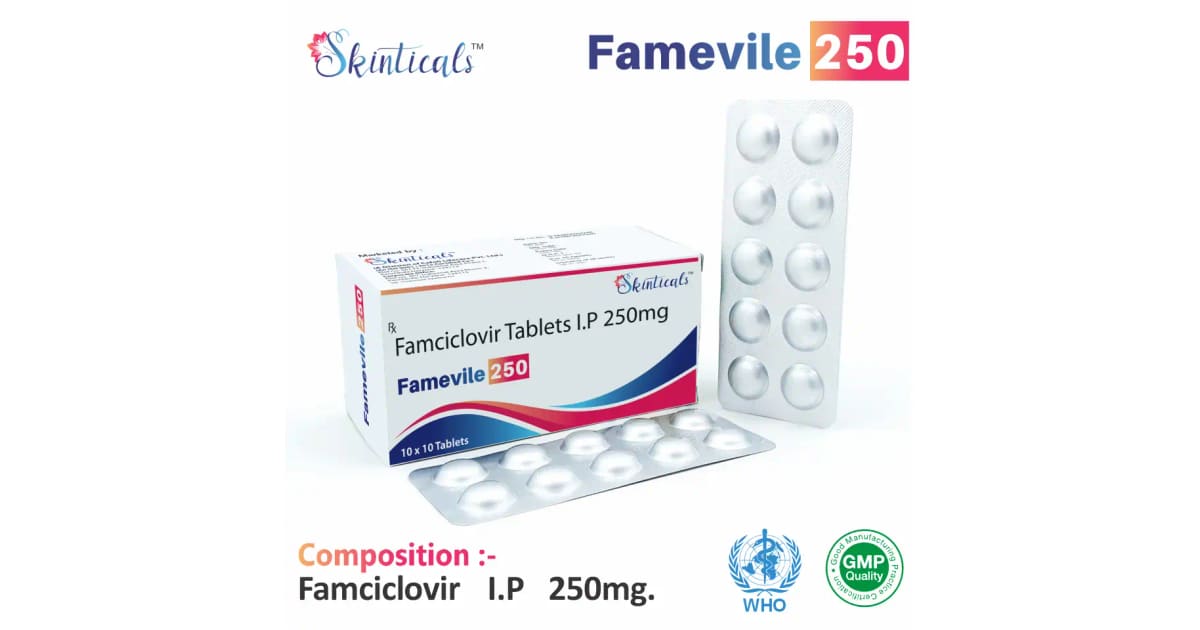 Skinticals™
Famevile 250
Marketed by :
Skinticals
Skinticals™
Rx
Famciclovir Tablets I.P 250mg
Famevile 250
Famevile 250
10 x 10 Tablets
Composition :-
Famciclovir I.P 250mg.
WHO
Good Manufacturing
GMP
Quality
Practice Certification